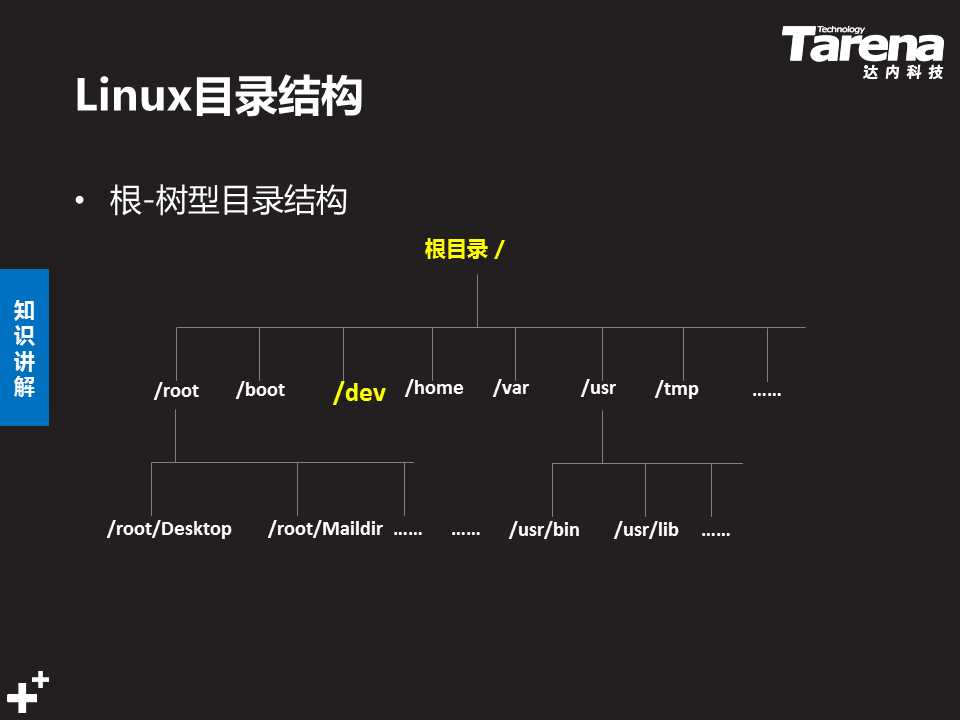 Technology
Tarena
达内科技
Linux目录结构
• 根-树型目录结构
根目录 /
知识讲解
/root /boot /dev /home /var /usr /tmp ……
/root/Desktop /root/Maildir …… …… /usr/bin /usr/lib ……